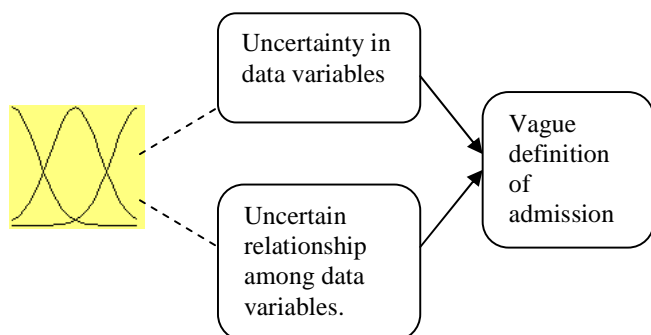 Uncertainty in
data variables
Vague
definition
of
admission
Uncertain
relationship
among data
variables.